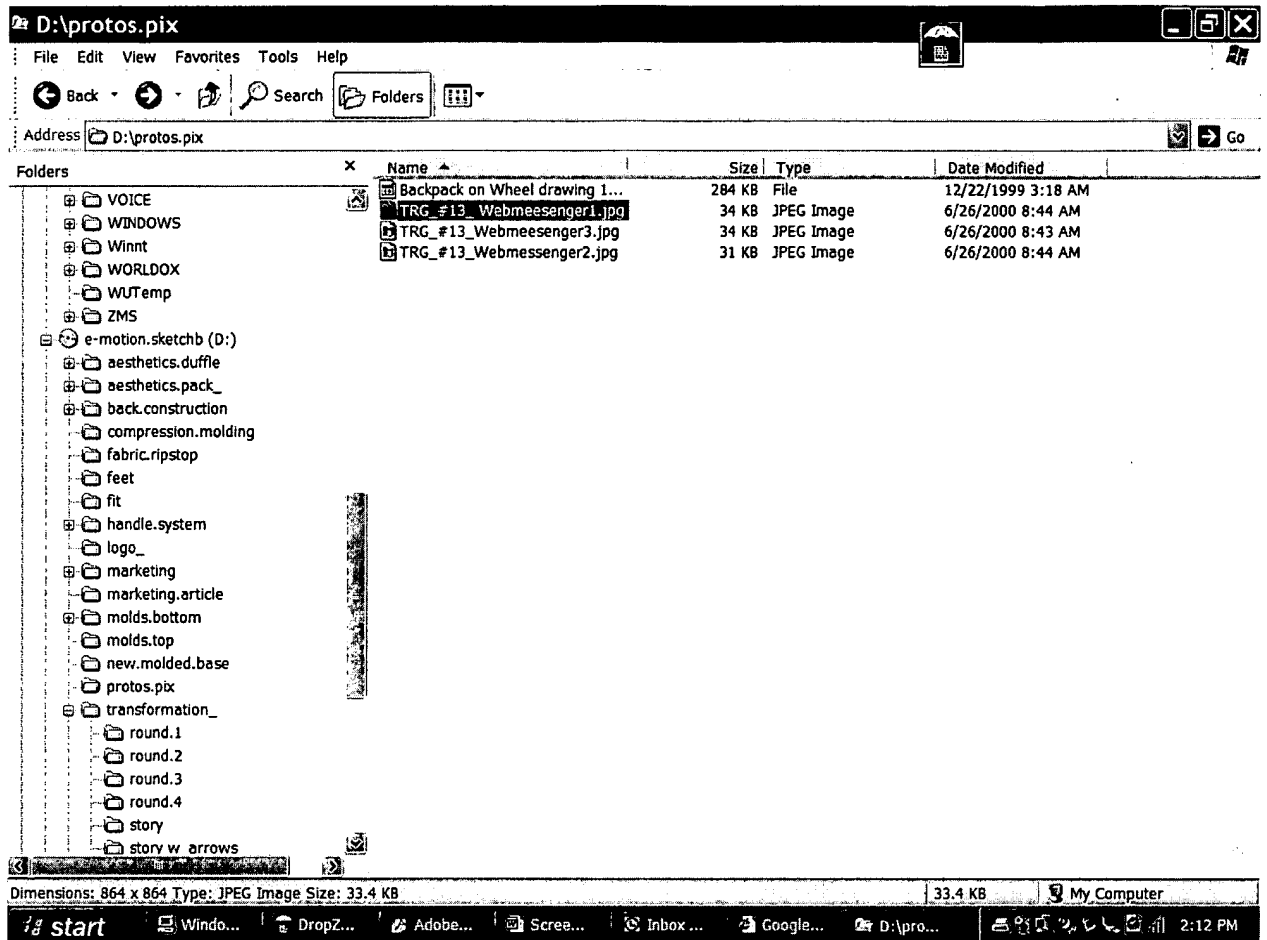 D:\protos.pix
File Edit View Favorites Tools Help
Back Search Folders
Address D:\protos.pix Go
Folders x
Name Size Type Date Modified
Backpack on Wheel drawing 1... 284 KB File 12/22/1999 3:18 AM
TRG_#13_ Webmeesenger1.jpg 34 KB JPEG Image 6/26/2000 8:44 AM
TRG_#13_Webmeesenger3.jpg 34 KB JPEG Image 6/26/2000 8:43 AM
TRG_#13_Webmessenger2.jpg 31 KB JPEG Image 6/26/2000 8:44 AM
VOICE
WINDOWS
Winnt
WORLDOX
WUTemp
ZMS
e-motion.sketchb (D:)
aesthetics.duffle
aesthetics.pack_
back.construction
compression.molding
fabric.ripstop
feet
fit
handle.system
logo_
marketing
marketing.article
molds.bottom
molds.top
new.molded.base
protos.pix
transformation_
round.1
round.2
round.3
round.4
story
story w arrows
Dimensions: 864 x 864 Type: JPEG Image Size: 33.4 KB 33.4 KB My Computer
start Windo... DropZ... Adobe... Scree... Inbox ... Google... D:\pro... 2:12 PM